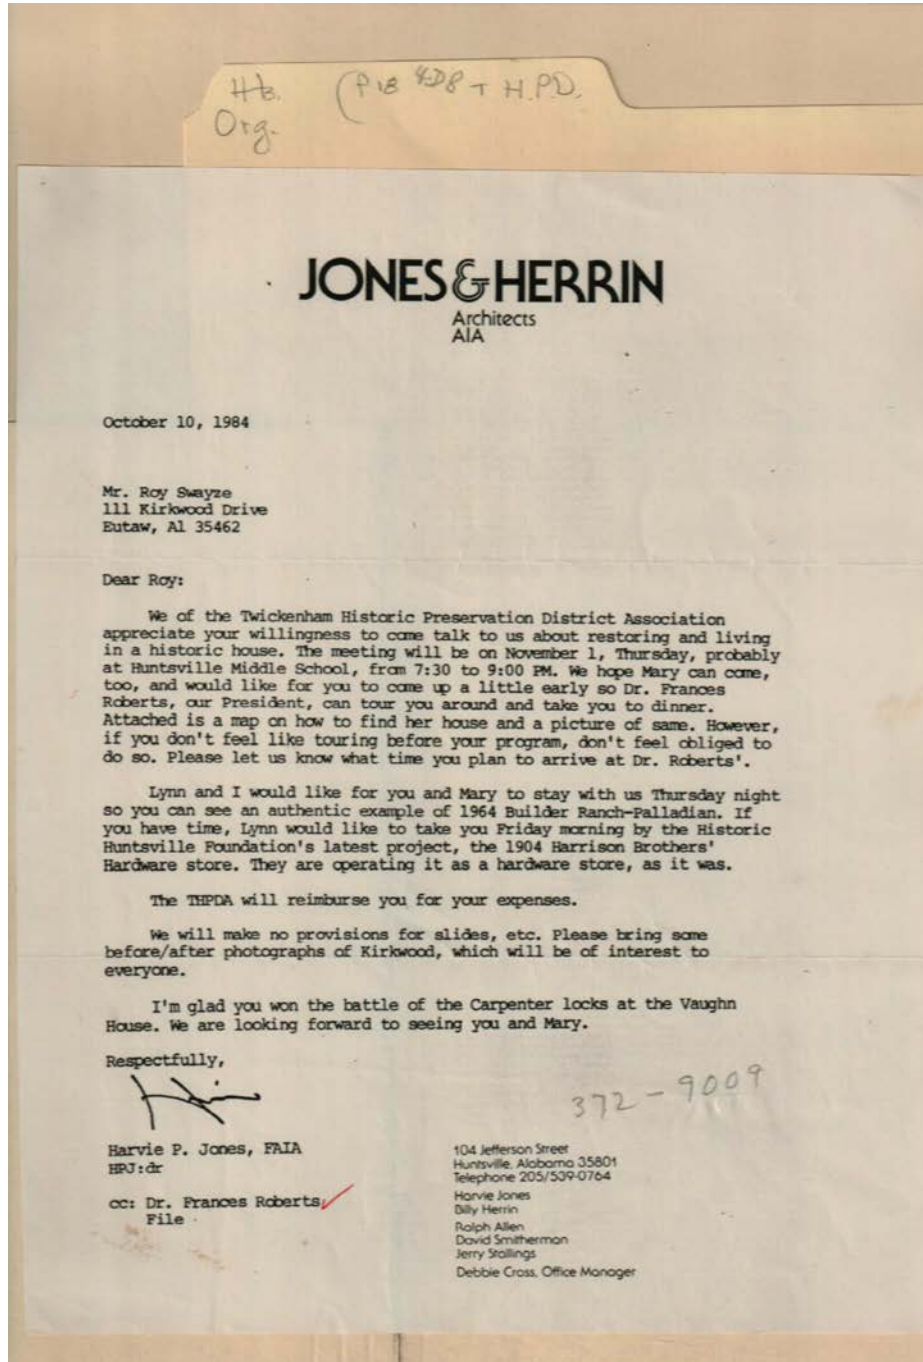 Hb. (P18 4D8 + H.P.D.
Org.
JONES & HERRIN
Architects
AIA
October 10, 1984
Mr. Roy Swayze
111 Kirkwood Drive
Eutaw, Al 35462
Dear Roy:
We of the Twickenham Historic Preservation District Association
appreciate your willingness to come talk to us about restoring and living
in a historic house. The meeting will be on November 1, Thursday, probably
at Huntsville Middle School, from 7:30 to 9:00 PM. We hope Mary can come,
too, and would like for you to come up a little early so Dr. Frances
Roberts, our President, can tour you around and take you to dinner.
Attached is a map on how to find her house and a picture of same. However,
if you don't feel like touring before your program, don't feel obliged to
do so. Please let us know what time you plan to arrive at Dr. Roberts'.
Lynn and I would like for you and Mary to stay with us Thursday night
so you can see an authentic example of 1964 Builder Ranch-Palladian. If
you have time, Lynn would like to take you Friday morning by the Historic
Huntsville Foundation's latest project, the 1904 Harrison Brothers'
Hardware store. They are operating it as a hardware store, as it was.
The THPDA will reimburse you for your expenses.
We will make no provisions for slides, etc. Please bring some
before/after photographs of Kirkwood, which will be of interest to
everyone.
I'm glad you won the battle of the Carpenter locks at the Vaughn
House. We are looking forward to seeing you and Mary.
Respectfully,
372-9009
Harvie P. Jones, FAIA
HPJ:dr
cc: Dr. Frances Roberts
File
104 Jefferson Street
Huntsville, Alabama 35801
Telephone 205/539-0764
Harvie Jones
Billy Herrin
Ralph Allen
David Smitherman
Jerry Stallings
Debbie Cross, Office Manager